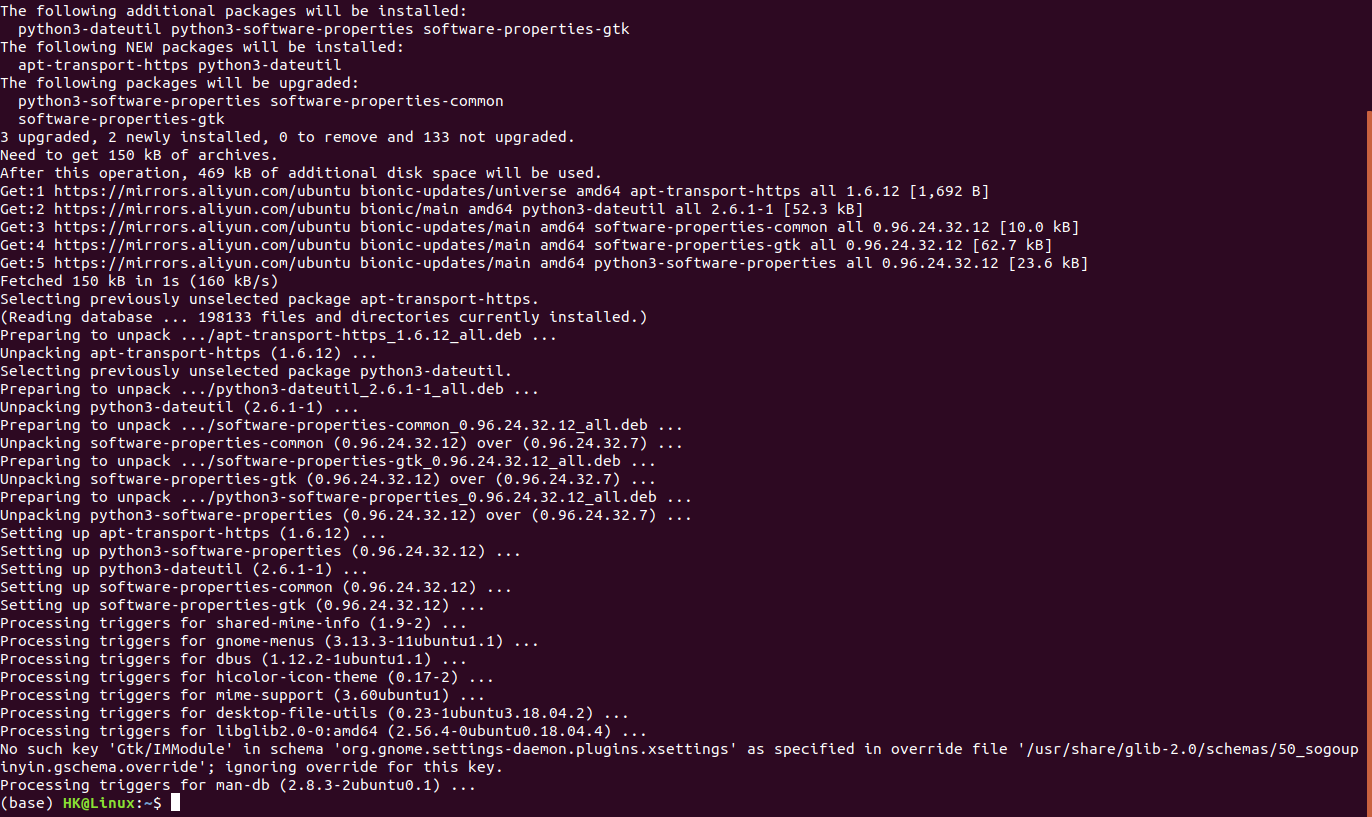 The following additional packages will be installed:
  python3-dateutil python3-software-properties software-properties-gtk
The following NEW packages will be installed:
  apt-transport-https python3-dateutil
The following packages will be upgraded:
  python3-software-properties software-properties-common
  software-properties-gtk
3 upgraded, 2 newly installed, 0 to remove and 133 not upgraded.
Need to get 150 kB of archives.
After this operation, 469 kB of additional disk space will be used.
Get:1 https://mirrors.aliyun.com/ubuntu bionic-updates/universe amd64 apt-transport-https all 1.6.12 [1,692 B]
Get:2 https://mirrors.aliyun.com/ubuntu bionic/main amd64 python3-dateutil all 2.6.1-1 [52.3 kB]
Get:3 https://mirrors.aliyun.com/ubuntu bionic-updates/main amd64 software-properties-common all 0.96.24.32.12 [10.0 kB]
Get:4 https://mirrors.aliyun.com/ubuntu bionic-updates/main amd64 software-properties-gtk all 0.96.24.32.12 [62.7 kB]
Get:5 https://mirrors.aliyun.com/ubuntu bionic-updates/main amd64 python3-software-properties all 0.96.24.32.12 [23.6 kB]
Fetched 150 kB in 1s (160 kB/s)
Selecting previously unselected package apt-transport-https.
(Reading database ... 198133 files and directories currently installed.)
Preparing to unpack .../apt-transport-https_1.6.12_all.deb ...
Unpacking apt-transport-https (1.6.12) ...
Selecting previously unselected package python3-dateutil.
Preparing to unpack .../python3-dateutil_2.6.1-1_all.deb ...
Unpacking python3-dateutil (2.6.1-1) ...
Preparing to unpack .../software-properties-common_0.96.24.32.12_all.deb ...
Unpacking software-properties-common (0.96.24.32.12) over (0.96.24.32.7) ...
Preparing to unpack .../software-properties-gtk_0.96.24.32.12_all.deb ...
Unpacking software-properties-gtk (0.96.24.32.12) over (0.96.24.32.7) ...
Preparing to unpack .../python3-software-properties_0.96.24.32.12_all.deb ...
Unpacking python3-software-properties (0.96.24.32.12) over (0.96.24.32.7) ...
Setting up apt-transport-https (1.6.12) ...
Setting up python3-software-properties (0.96.24.32.12) ...
Setting up python3-dateutil (2.6.1-1) ...
Setting up software-properties-common (0.96.24.32.12) ...
Setting up software-properties-gtk (0.96.24.32.12) ...
Processing triggers for shared-mime-info (1.9-2) ...
Processing triggers for gnome-menus (3.13.3-11ubuntu1.1) ...
Processing triggers for dbus (1.12.2-1ubuntu1.1) ...
Processing triggers for hicolor-icon-theme (0.17-2) ...
Processing triggers for mime-support (3.60ubuntu1) ...
Processing triggers for desktop-file-utils (0.23-1ubuntu3.18.04.2) ...
Processing triggers for libglib2.0-0:amd64 (2.56.4-0ubuntu0.18.04.4) ...
No such key 'Gtk/IMModule' in schema 'org.gnome.settings-daemon.plugins.xsettings' as specified in override file '/usr/share/glib-2.0/schemas/50_sogoup
inyin.gschema.override'; ignoring override for this key.
Processing triggers for man-db (2.8.3-2ubuntu0.1) ...
(base) HK@Linux:~$